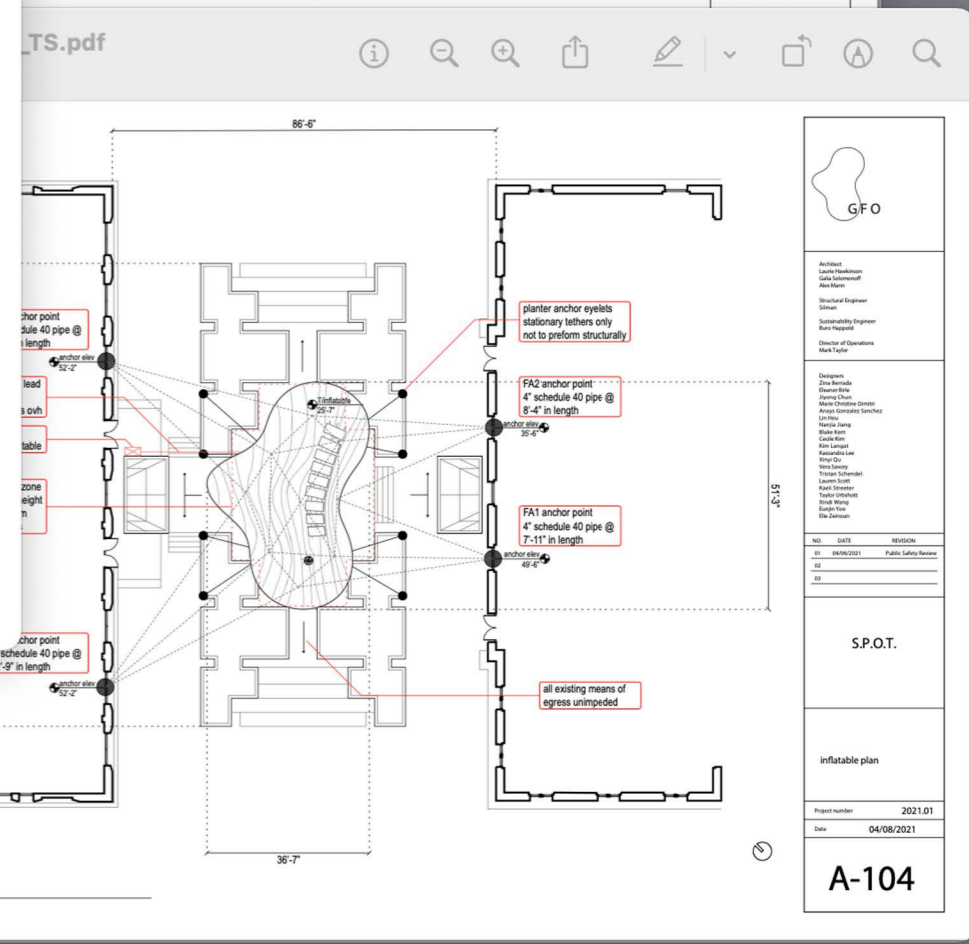 _TS.pdf
86'-6"
chor point
dule 40 pipe @
length
anchor elev
52'-2"
lead
s ovh
table
zone
eight
m
chor point
schedule 40 pipe @
'-9" in length
anchor elev
52'-2"
T/inflatable
25'-7"
planter anchor eyelets
stationary tethers only
not to preform structurally
FA2 anchor point
4" schedule 40 pipe @
8'-4" in length
anchor elev
35'-6"
FA1 anchor point
4" schedule 40 pipe @
7'-11" in length
anchor elev
49'-6"
51'-3"
all existing means of
egress unimpeded
36'-7"
GFO
Architect
Laurie Hawkinson
Galia Solomonoff
Alex Mann
Structural Engineer
Silman
Sustainability Engineer
Buro Happold
Director of Operations
Mark Taylor
Designers
Zina Berrada
Eleanor Birle
Jiyong Chun
Marie Christine Dimitri
Anays Gonzalez Sanchez
Lin Hou
Nanjia Jiang
Blake Kem
Cecile Kim
Kim Langat
Kassandra Lee
Xinyi Qu
Vera Savory
Tristan Schendel
Lauren Scott
Kaeli Streeter
Taylor Urbshott
Xindi Wang
Eunjin Yoo
Elie Zeinoun
NO. DATE REVISION
01 04/06/2021 Public Safety Review
02
03
S.P.O.T.
inflatable plan
Project number 2021.01
Date 04/08/2021
A-104